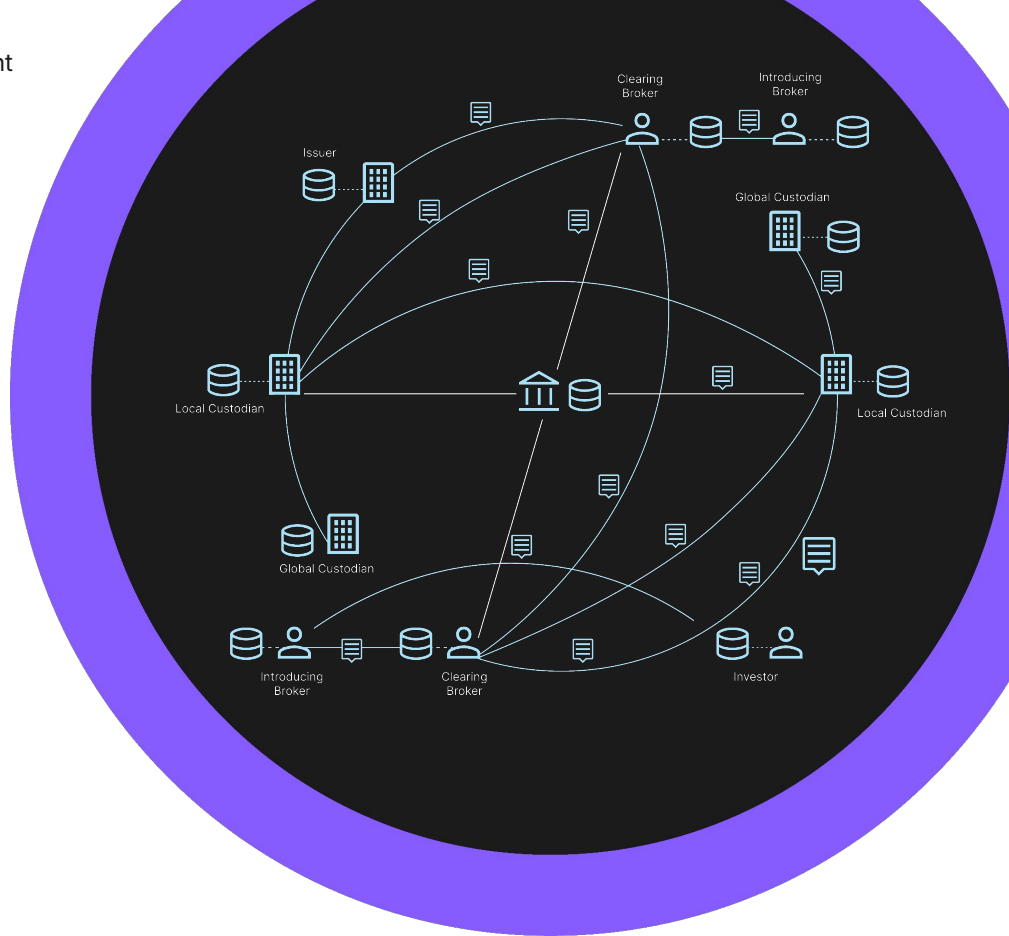 nt
Clearing
Broker
Introducing
Broker
Issuer
Global Custodian
Local Custodian
Local Custodian
Global Custodian
Introducing
Broker
Clearing
Broker
Investor